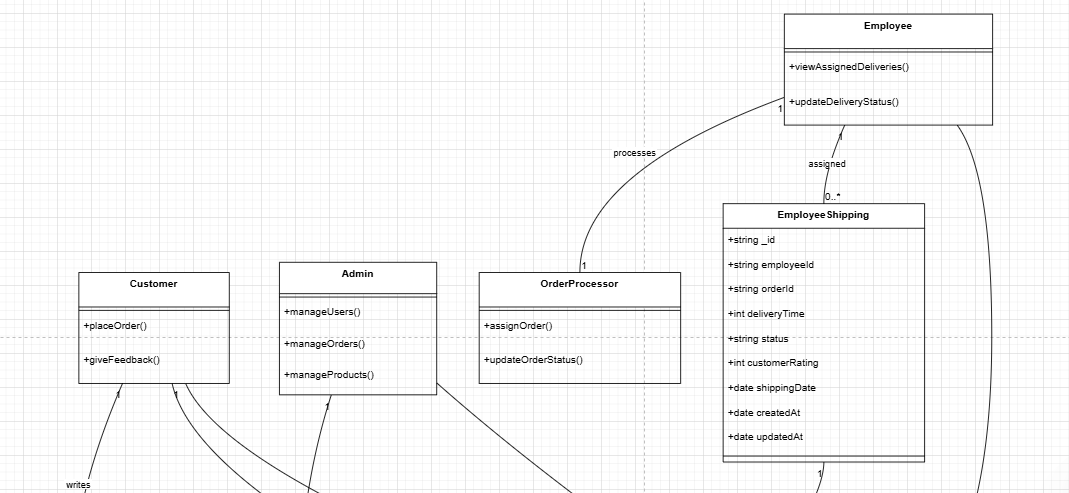 Employee
+viewAssignedDeliveries()
+updateDeliveryStatus()
1
1
processes
assigned
0..*
EmployeeShipping
+string _id
+string employeeId
+string orderId
+int deliveryTime
+string status
+int customerRating
+date shippingDate
+date createdAt
+date updatedAt
1
1
OrderProcessor
+assignOrder()
+updateOrderStatus()
Admin
+manageUsers()
+manageOrders()
+manageProducts()
1
Customer
+placeOrder()
+giveFeedback()
1
1
writes